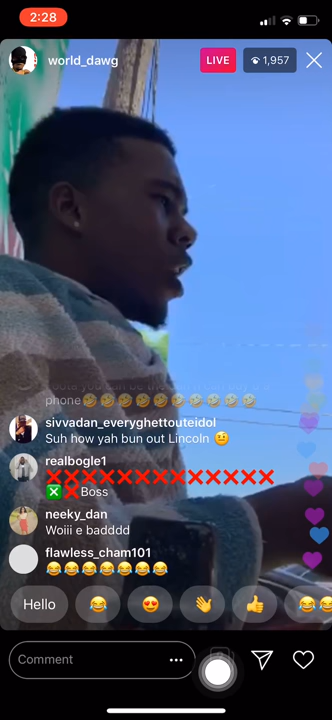 2:28
world_dawg
LIVE
1,957
phone🤣🤣🤣🤣🤣🤣🤣🤣🤣🤣
sivvadan_everyghettouteidol
Suh how yah bun out Lincoln 😉
realbogle1
❌❌❌❌❌❌❌❌❌❌❌❌❌
❎❌Boss
neeky_dan
Woiii e badddd
flawless_cham101
😂😂😂😂😂😂😂
Hello
Comment